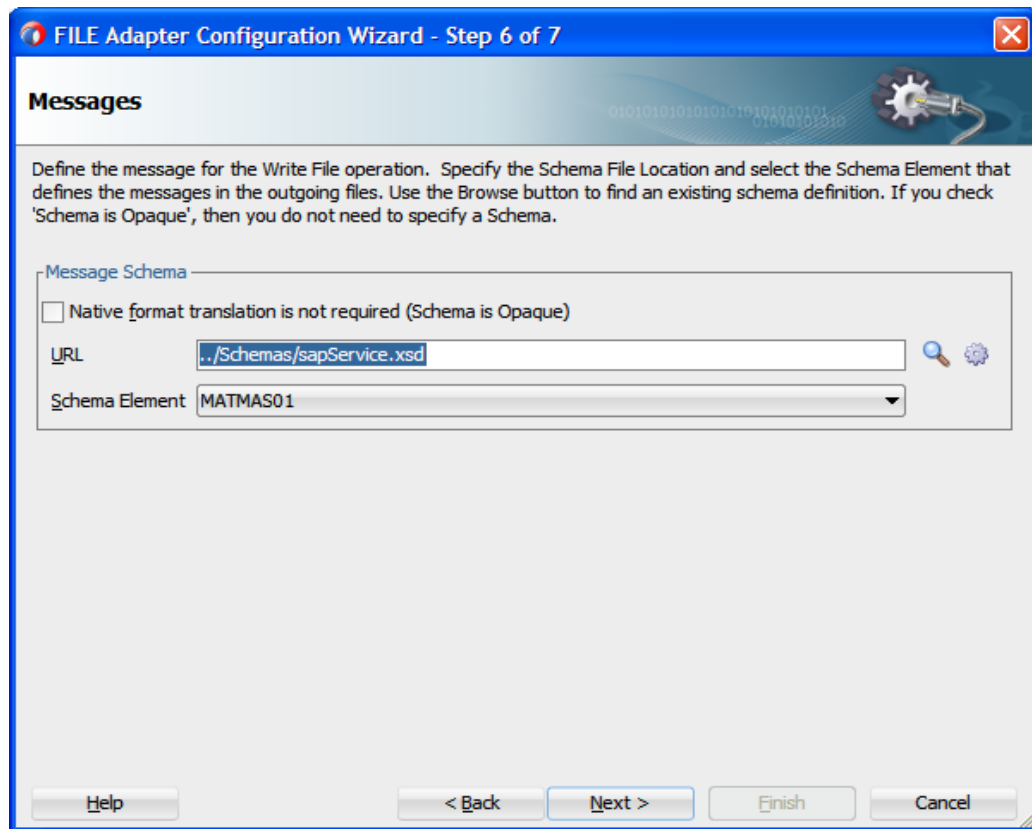 FILE Adapter Configuration Wizard - Step 6 of 7
Messages
Define the message for the Write File operation.  Specify the Schema File Location and select the Schema Element that
defines the messages in the outgoing files. Use the Browse button to find an existing schema definition. If you check
'Schema is Opaque', then you do not need to specify a Schema.
Message Schema
Native format translation is not required (Schema is Opaque)
URL ../Schemas/sapService.xsd
Schema Element MATMAS01
Help < Back Next > Finish Cancel